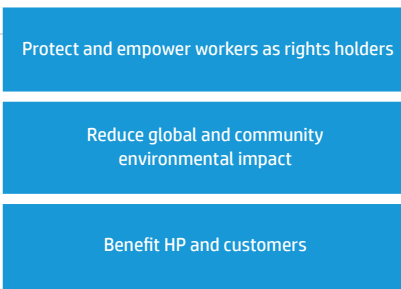 Protect and empower workers as rights holders
Reduce global and community
environmental impact
Benefit HP and customers